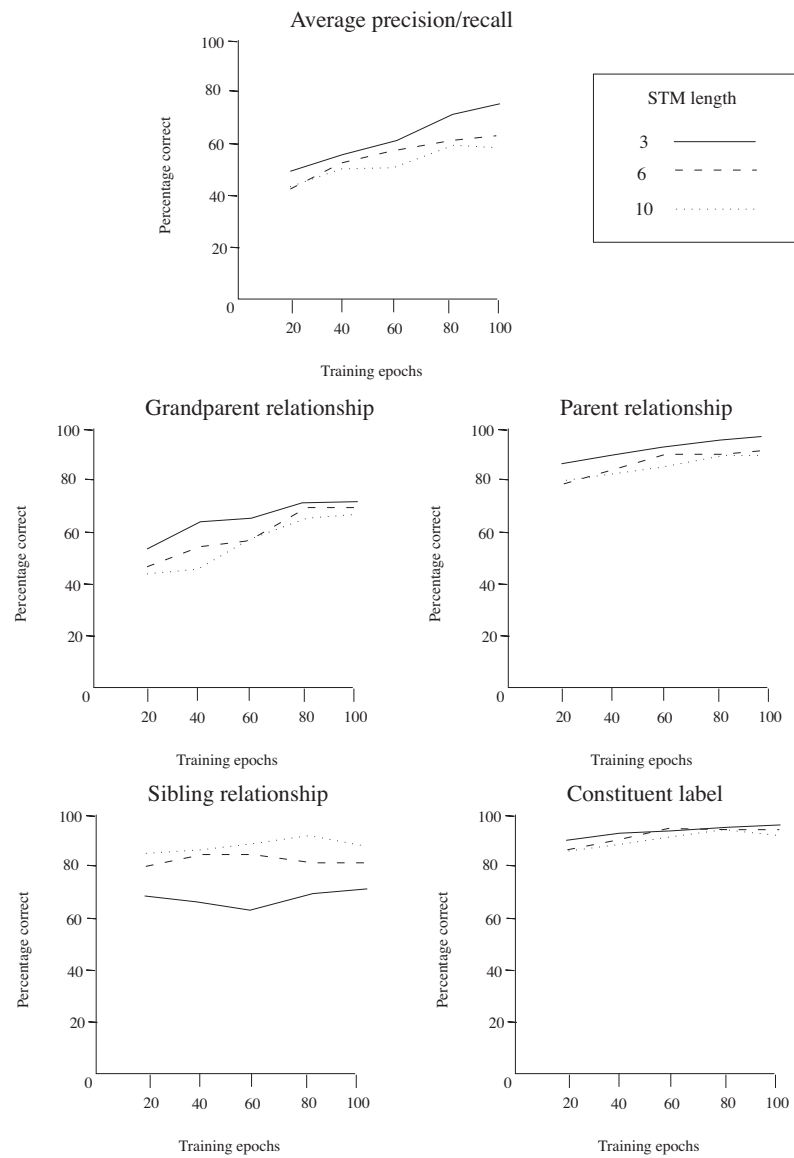 Average precision/recall
100
80
60
40
20
0
Percentage correct
20 40 60 80 100
Training epochs
STM length
3
6
10
Grandparent relationship
100
80
60
40
20
0
Percentage correct
20 40 60 80 100
Training epochs
Parent relationship
100
80
60
40
20
0
Percentage correct
20 40 60 80 100
Training epochs
Sibling relationship
100
80
60
40
20
0
Percentage correct
20 40 60 80 100
Training epochs
Constituent label
100
80
60
40
20
0
Percentage correct
20 40 60 80 100
Training epochs